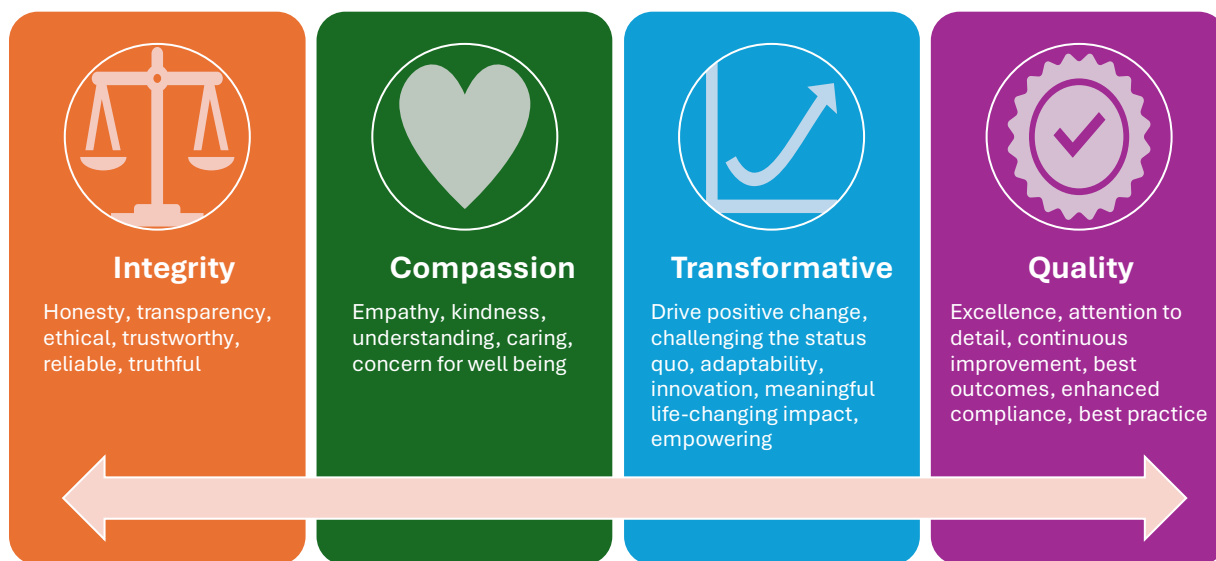 Integrity
Honesty, transparency,
ethical, trustworthy,
reliable, truthful
Compassion
Empathy, kindness,
understanding, caring,
concern for well being
Transformative
Drive positive change,
challenging the status
quo, adaptability,
innovation, meaningful
life-changing impact,
empowering
Quality
Excellence, attention to
detail, continuous
improvement, best
outcomes, enhanced
compliance, best practice